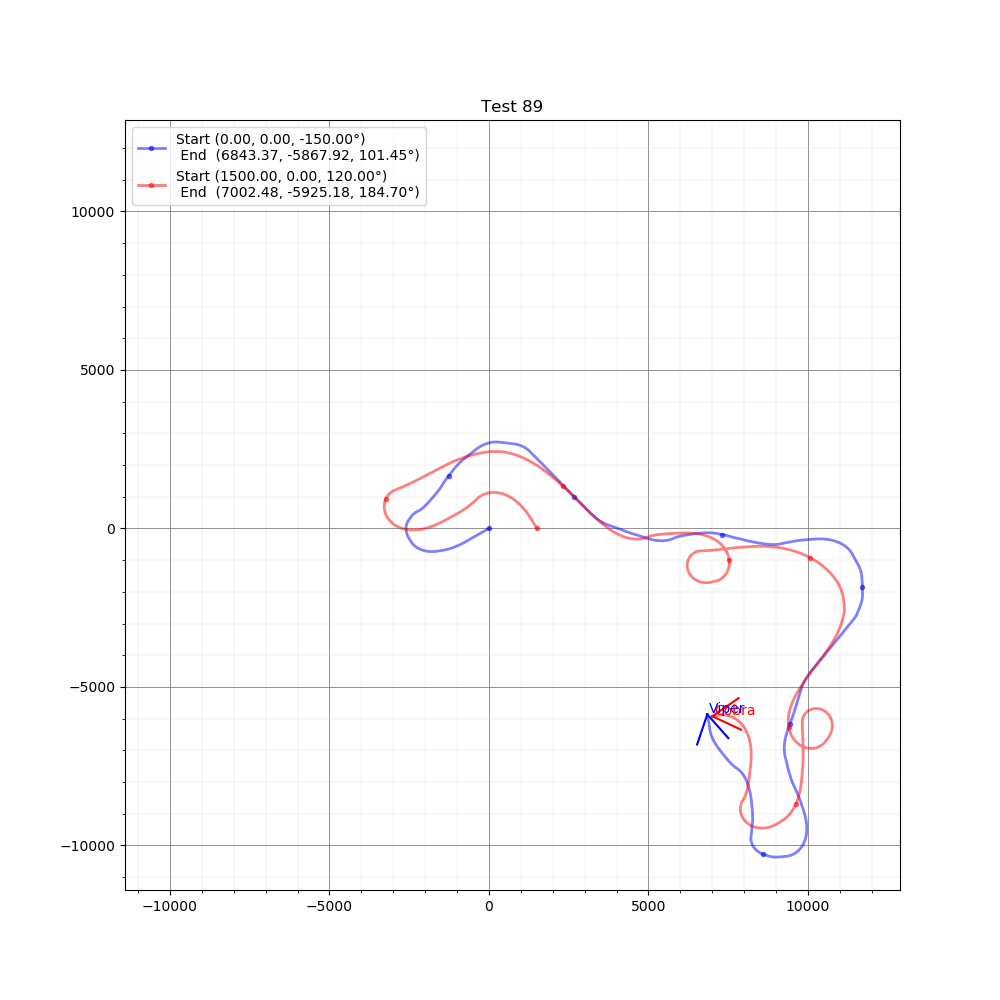 Test 89
Start (0.00, 0.00, -150.00°)
End (6843.37, -5867.92, 101.45°)
Start (1500.00, 0.00, 120.00°)
End (7002.48, -5925.18, 184.70°)
10000
5000
0
−5000
−10000
Viper
Cobra
−10000 −5000 0 5000 10000